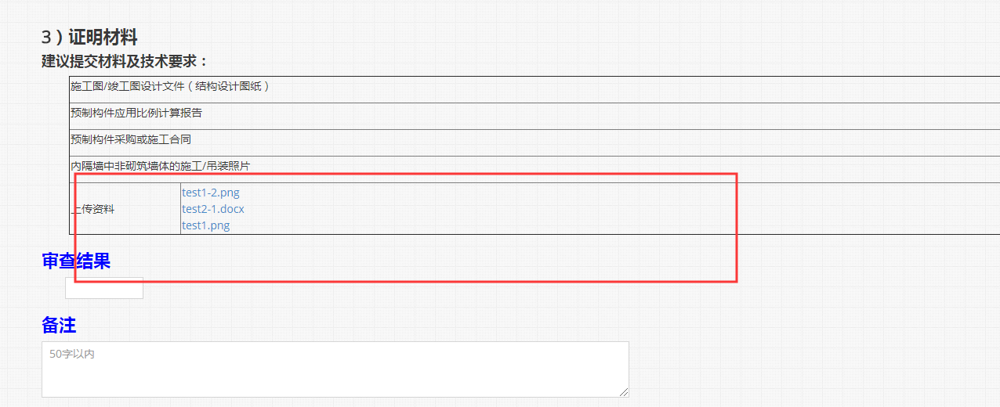 3）证明材料
建议提交材料及技术要求：
施工图/竣工图设计文件（结构设计图纸）
预制构件应用比例计算报告
预制构件采购或施工合同
内隔墙中非砌筑墙体的施工/吊装照片
上传资料
test1-2.png
test2-1.docx
test1.png
审查结果
备注
50字以内